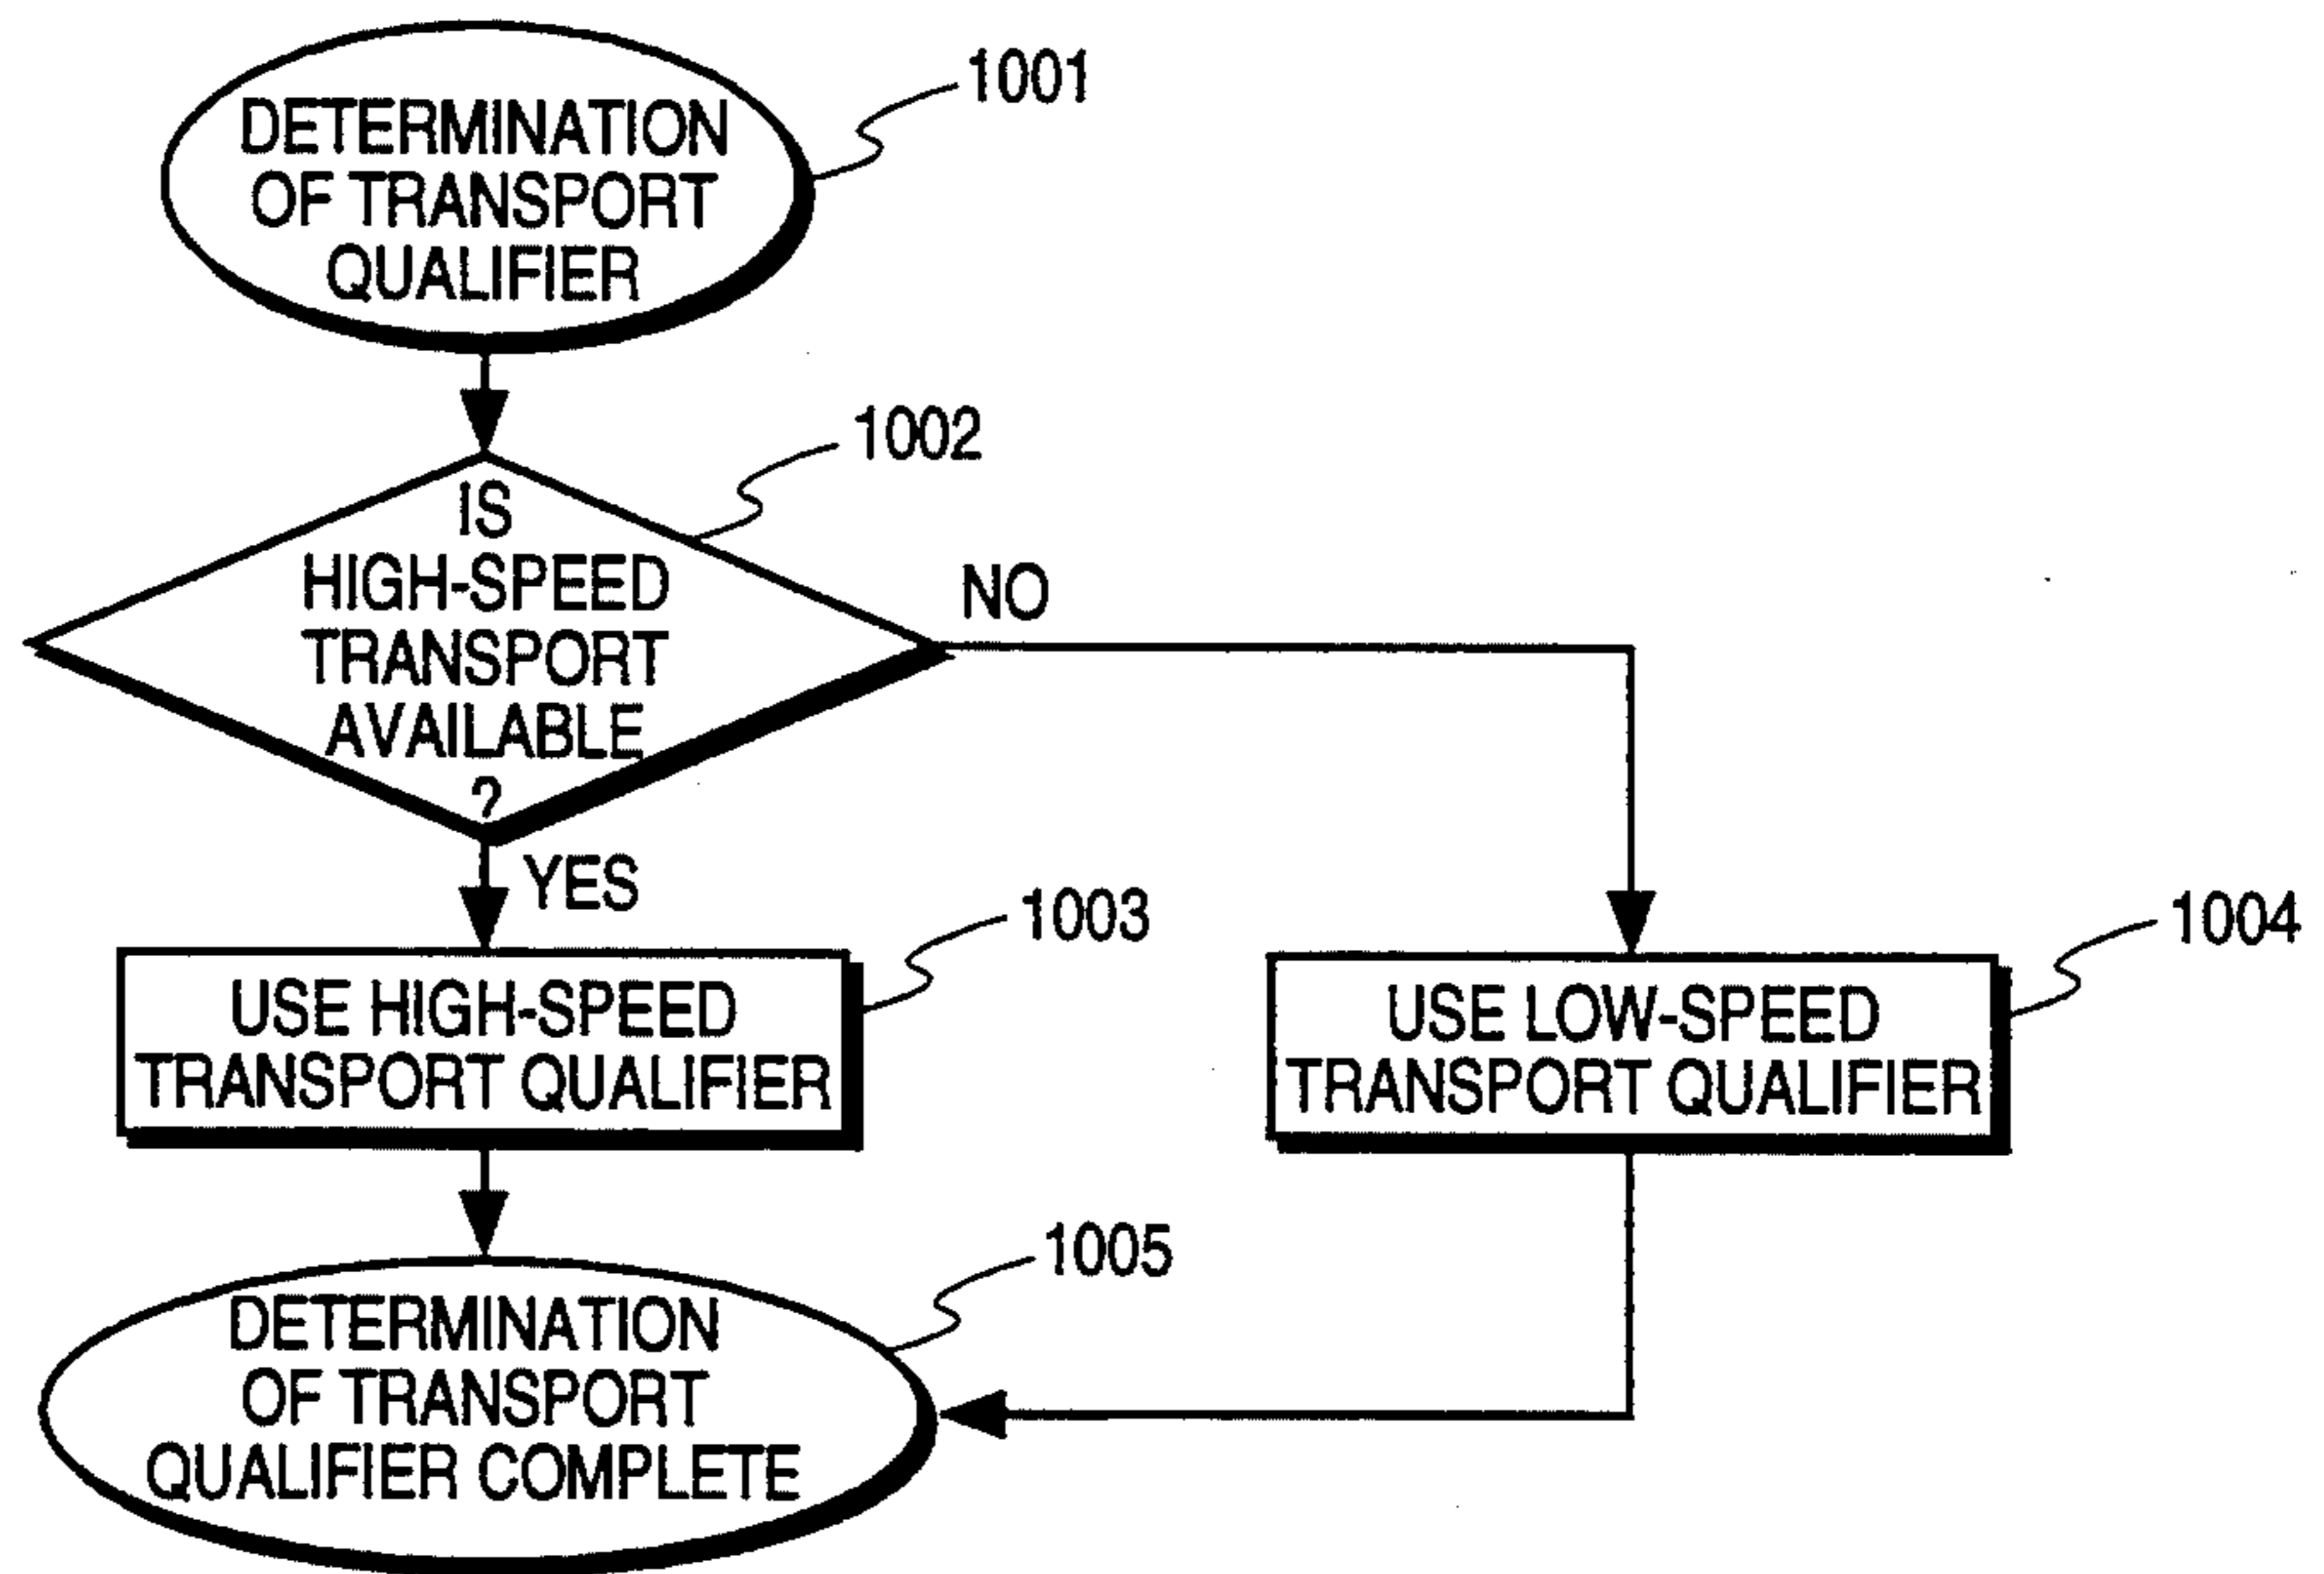 DETERMINATION
OF TRANSPORT
QUALIFIER
1001
IS
HIGH-SPEED
TRANSPORT
AVAILABLE
?
1002
NO
YES
USE HIGH-SPEED
TRANSPORT QUALIFIER
1003
USE LOW-SPEED
TRANSPORT QUALIFIER
1004
DETERMINATION
OF TRANSPORT
QUALIFIER COMPLETE
1005